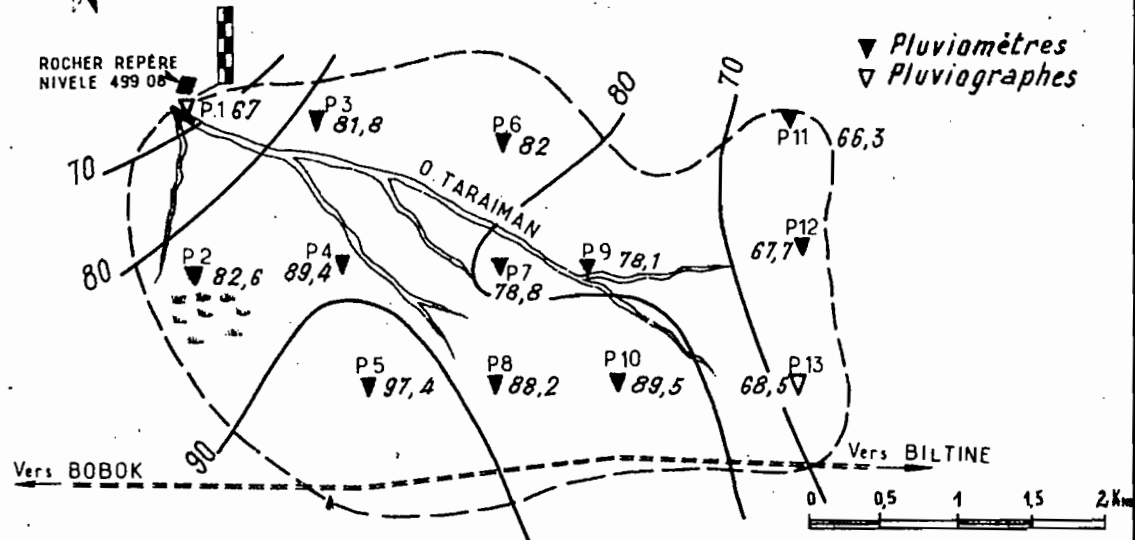 ROCHER REPÈRE
NIVELE 499 08
▼ Pluviomètres
▽ Pluviographes
P.1 67
P3
81,8
P.6
82
80
70
P11
66,3
70
O. TARAIMAN
P12
67,7
80
P2
82,6
P4
89,4
P7
78,8
P9 78,1
P5
97,4
P8
88,2
P10
89,5
P13
68,5
90
Vers BOBOK
Vers BILTINE
0 0,5 1 1,5 2 Km